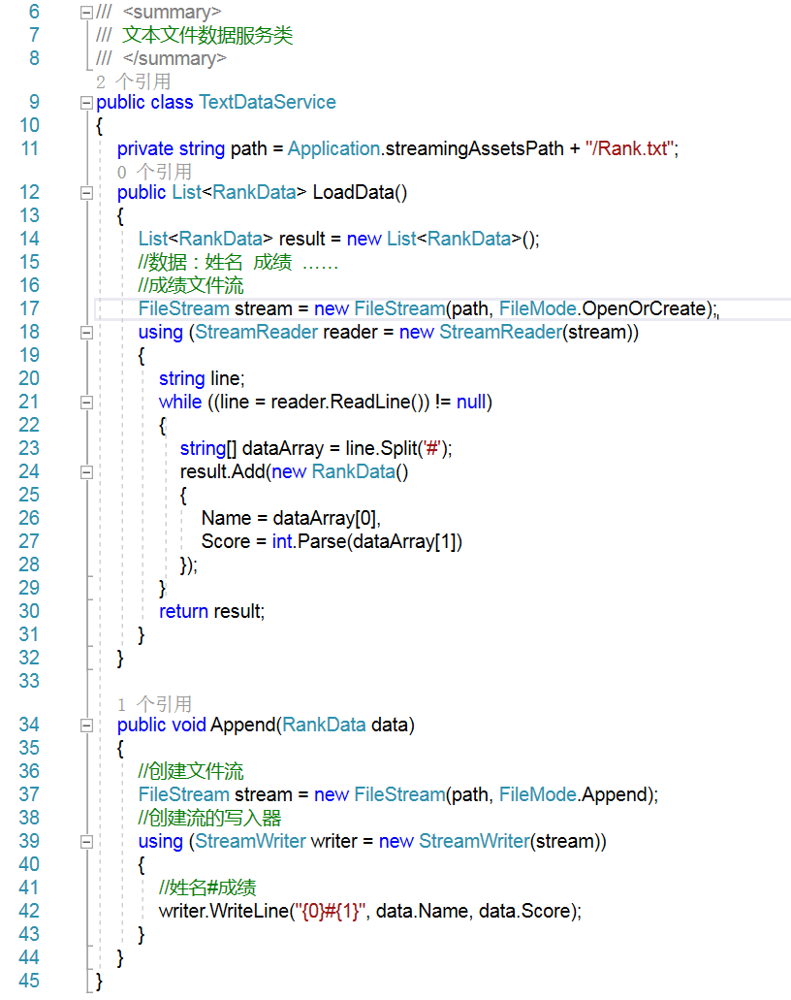 6 /// <summary>
7 /// 文本文件数据服务类
8 /// </summary>
2 个引用
9 public class TextDataService
10 {
11 private string path = Application.streamingAssetsPath + "/Rank.txt";
0 个引用
12 public List<RankData> LoadData()
13 {
14 List<RankData> result = new List<RankData>();
15 //数据：姓名 成绩 ……
16 //成绩文件流
17 FileStream stream = new FileStream(path, FileMode.OpenOrCreate);
18 using (StreamReader reader = new StreamReader(stream))
19 {
20 string line;
21 while ((line = reader.ReadLine()) != null)
22 {
23 string[] dataArray = line.Split('#');
24 result.Add(new RankData()
25 {
26 Name = dataArray[0],
27 Score = int.Parse(dataArray[1])
28 });
29 }
30 return result;
31 }
32 }
33
1 个引用
34 public void Append(RankData data)
35 {
36 //创建文件流
37 FileStream stream = new FileStream(path, FileMode.Append);
38 //创建流的写入器
39 using (StreamWriter writer = new StreamWriter(stream))
40 {
41 //姓名#成绩
42 writer.WriteLine("{0}#{1}", data.Name, data.Score);
43 }
44 }
45 }